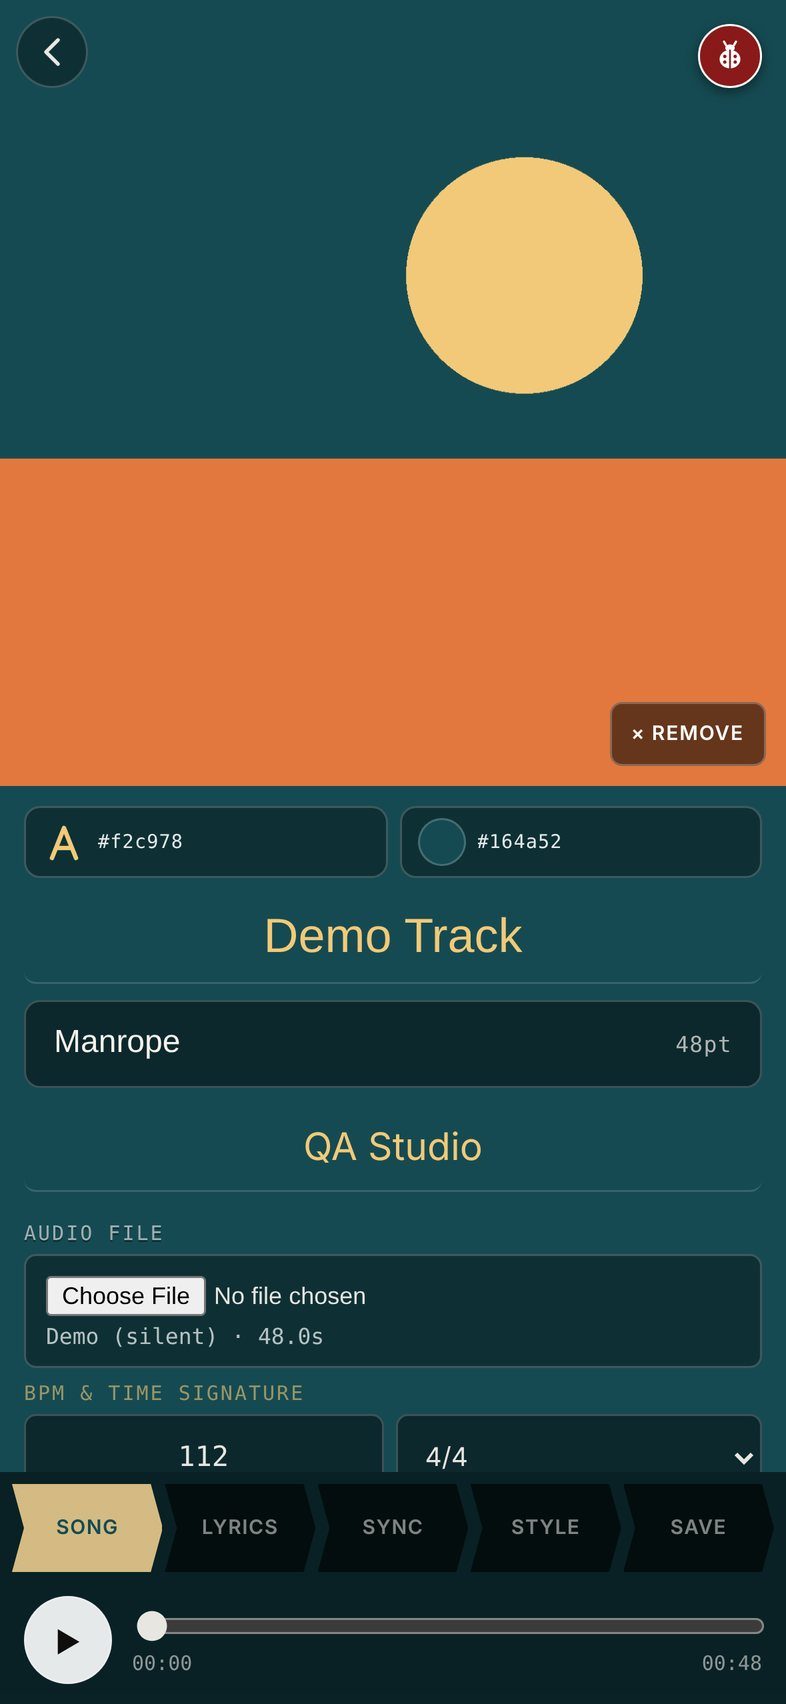 × REMOVE
A #f2c978
#164a52
Demo Track
Manrope 48pt
QA Studio
AUDIO FILE
Choose File No file chosen
Demo (silent) · 48.0s
BPM & TIME SIGNATURE
112 4/4
SONG LYRICS SYNC STYLE SAVE
00:00 00:48